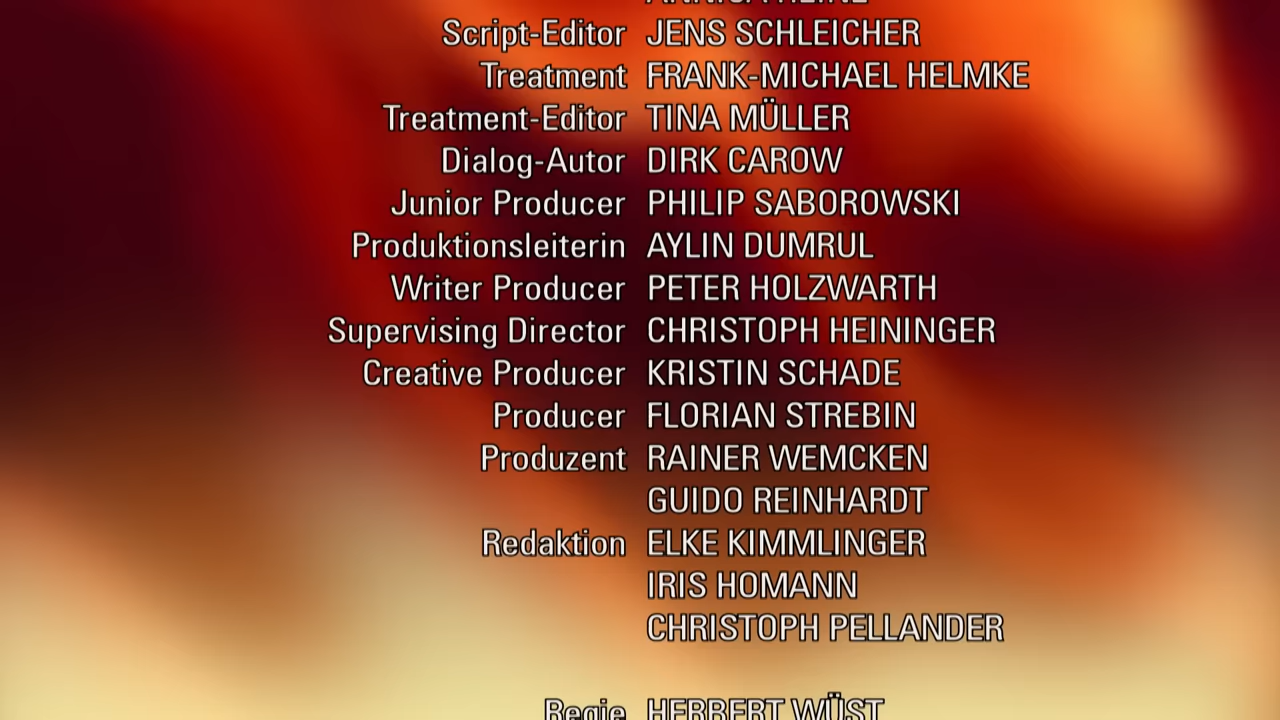 ANNIKA HEINE
Script-Editor JENS SCHLEICHER
Treatment FRANK-MICHAEL HELMKE
Treatment-Editor TINA MÜLLER
Dialog-Autor DIRK CAROW
Junior Producer PHILIP SABOROWSKI
Produktionsleiterin AYLIN DUMRUL
Writer Producer PETER HOLZWARTH
Supervising Director CHRISTOPH HEININGER
Creative Producer KRISTIN SCHADE
Producer FLORIAN STREBIN
Produzent RAINER WEMCKEN
GUIDO REINHARDT
Redaktion ELKE KIMMLINGER
IRIS HOMANN
CHRISTOPH PELLANDER
Regie HERBERT WÜST